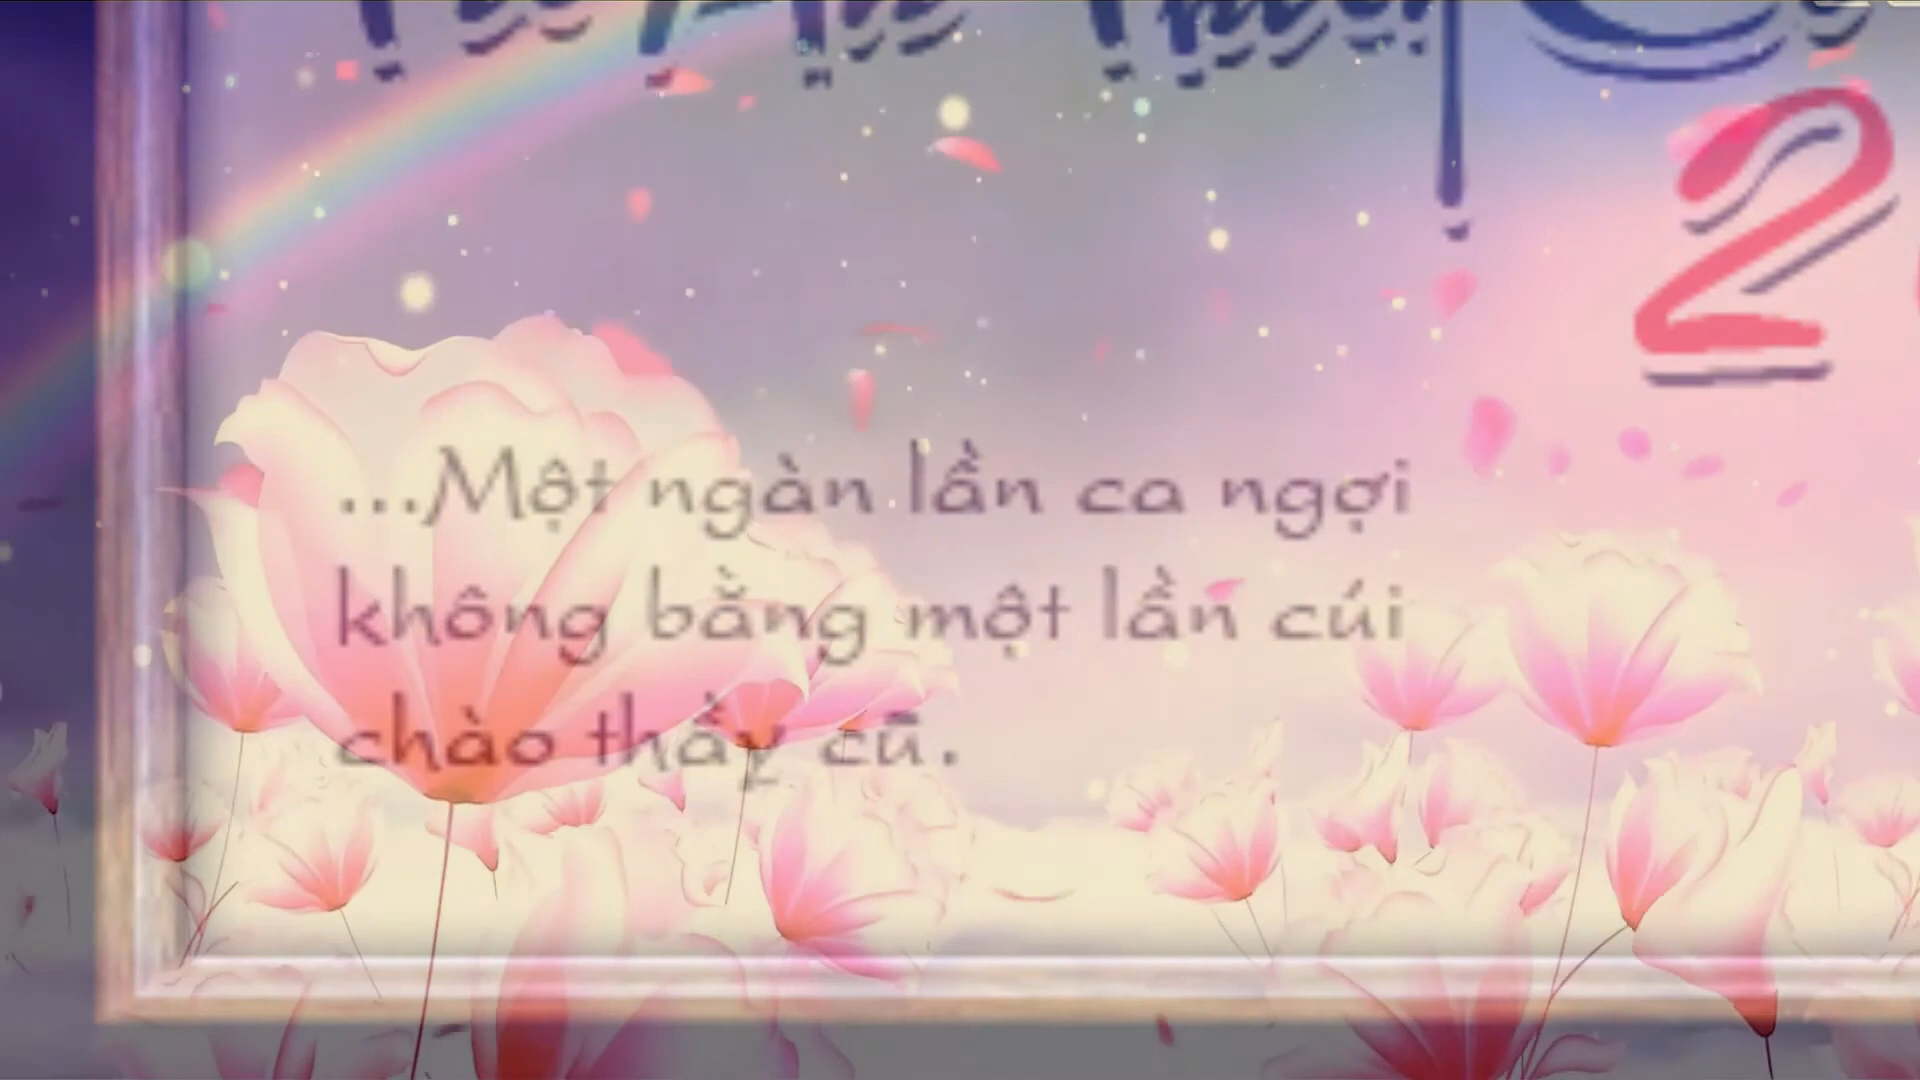 2
...Một ngàn lần ca ngợi
không bằng một lần cúi
chào thầy cũ.